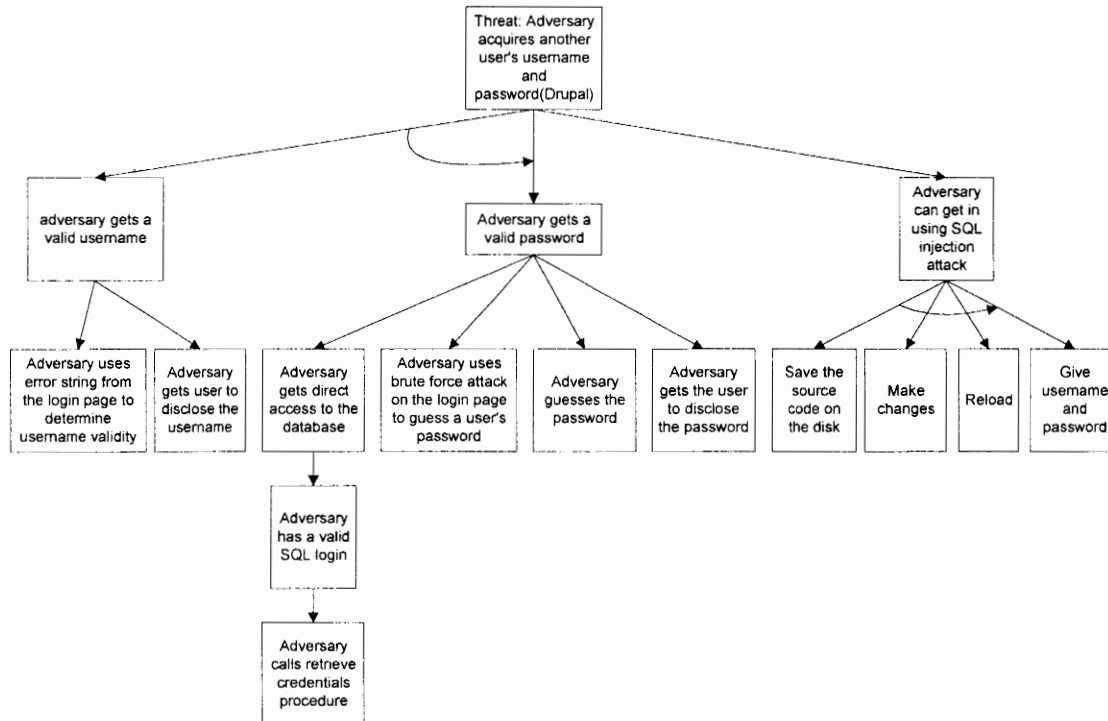 Threat: Adversary
acquires another
user's username
and
password(Drupal)
adversary gets a
valid username
Adversary gets a
valid password
Adversary
can get in
using SQL
injection
attack
Adversary uses
error string from
the login page to
determine
username validity
Adversary
gets user to
disclose the
username
Adversary
gets direct
access to the
database
Adversary uses
brute force attack
on the login page
to guess a user's
password
Adversary
guesses the
password
Adversary
gets the user
to disclose
the password
Save the
source
code on
the disk
Make
changes
Reload
Give
username
and
password
Adversary
has a valid
SQL login
Adversary
calls retrieve
credentials
procedure